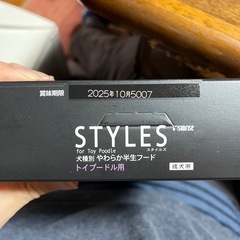 賞味期限 2025年10月5007
STYLES
スタイルズ
for Toy Poodle
犬種別 やわらか半生フード
トイプードル用
成犬用